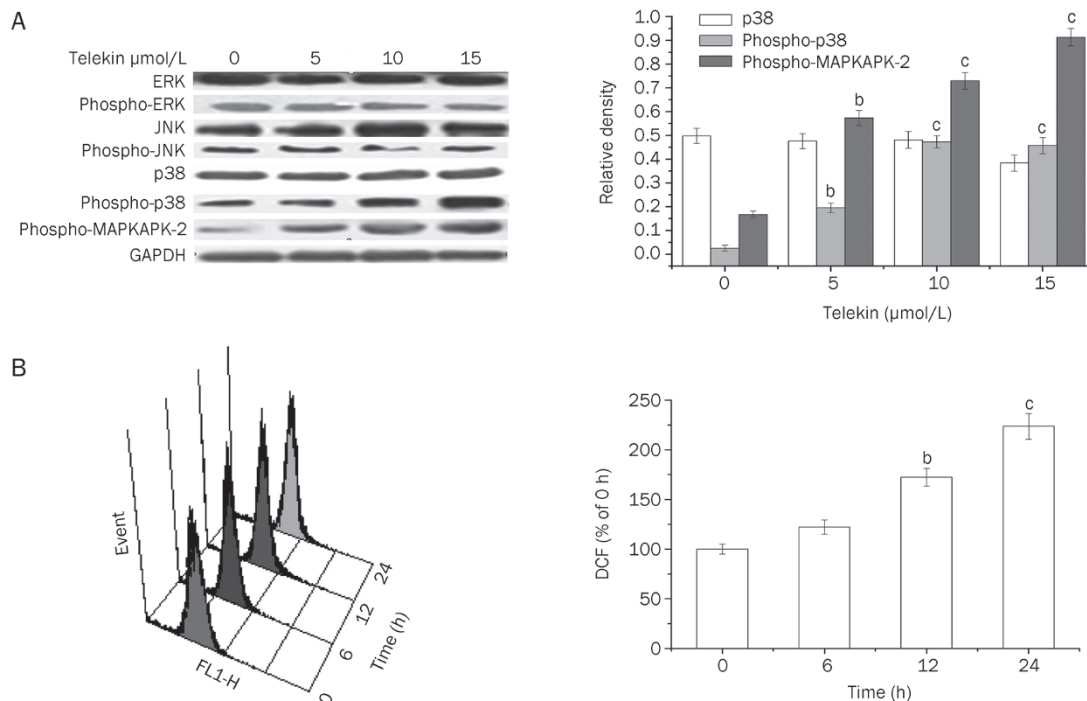 A
Telekin µmol/L 0 5 10 15
ERK
Phospho-ERK
JNK
Phospho-JNK
p38
Phospho-p38
Phospho-MAPKAPK-2
GAPDH
p38
Phospho-p38
Phospho-MAPKAPK-2
Relative density
1.0
0.9
0.8
0.7
0.6
0.5
0.4
0.3
0.2
0.1
0.0
b
b
c
c
c
c
0 5 10 15
Telekin (µmol/L)
B
Event
FL1-H
0
6
12
24
Time (h)
DCF (% of 0 h)
250
200
150
100
50
0
b
c
0 6 12 24
Time (h)